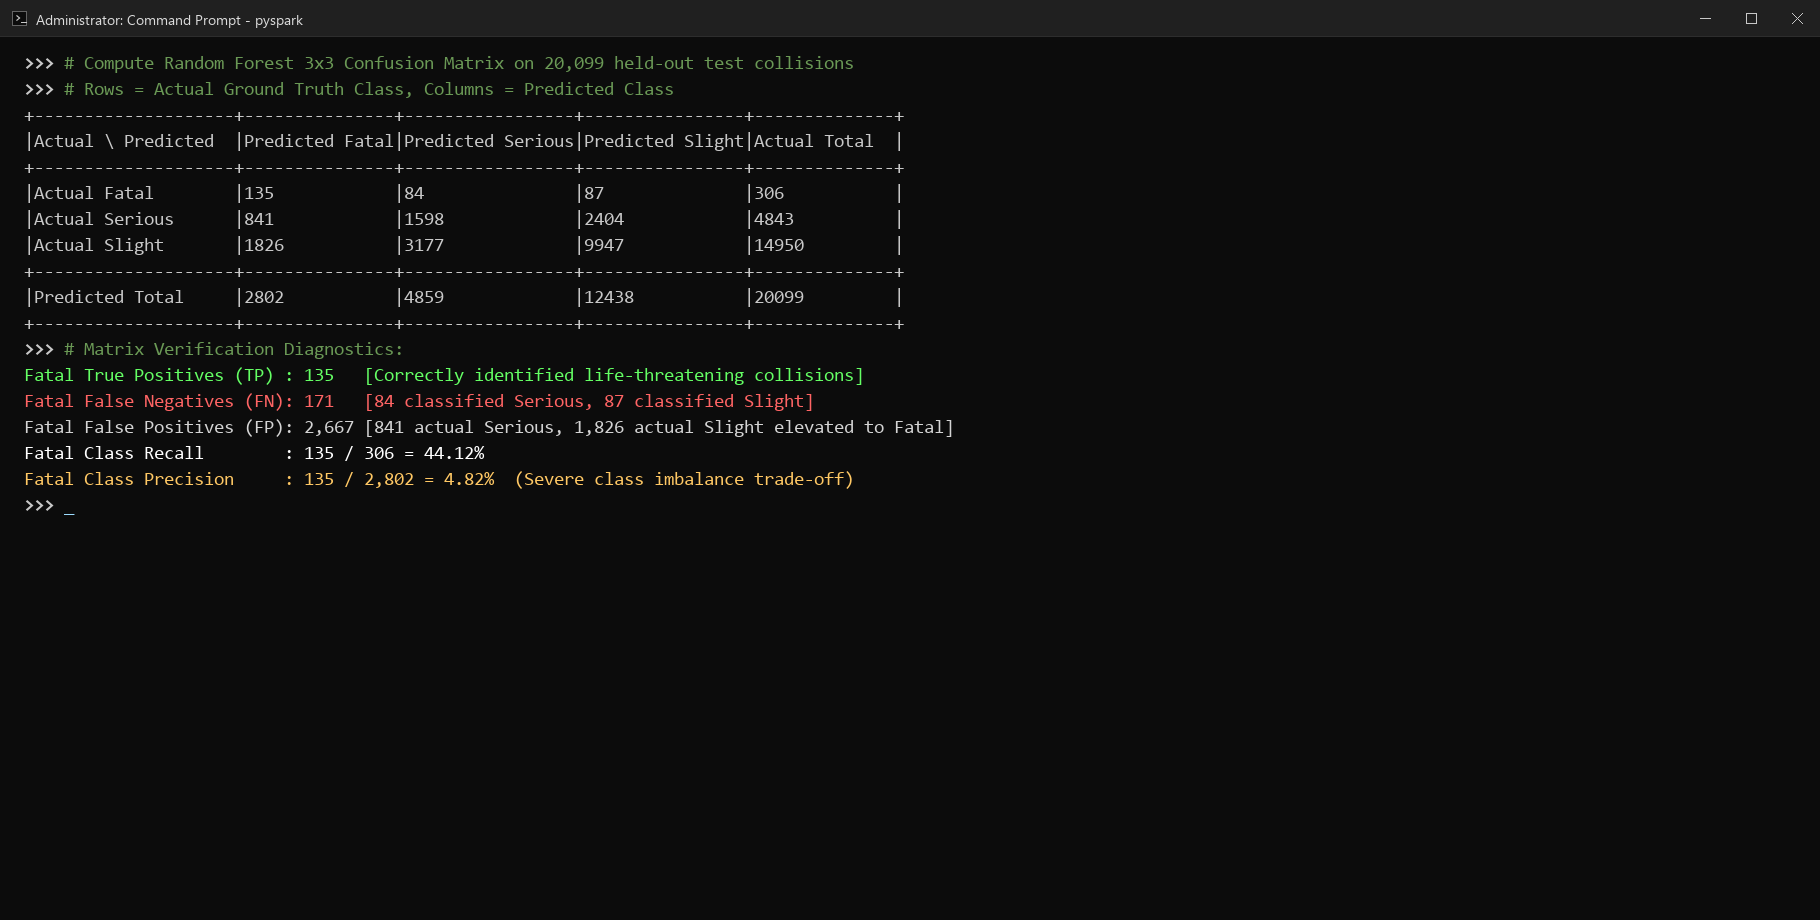 Administrator: Command Prompt - pyspark
>>> # Compute Random Forest 3x3 Confusion Matrix on 20,099 held-out test collisions
>>> # Rows = Actual Ground Truth Class, Columns = Predicted Class
+--------------------+---------------+-----------------+----------------+--------------+
|Actual \ Predicted  |Predicted Fatal|Predicted Serious|Predicted Slight|Actual Total  |
+--------------------+---------------+-----------------+----------------+--------------+
|Actual Fatal        |135            |84               |87              |306           |
|Actual Serious      |841            |1598             |2404            |4843          |
|Actual Slight       |1826           |3177             |9947            |14950         |
+--------------------+---------------+-----------------+----------------+--------------+
|Predicted Total     |2802           |4859             |12438           |20099         |
+--------------------+---------------+-----------------+----------------+--------------+
>>> # Matrix Verification Diagnostics:
Fatal True Positives (TP) : 135   [Correctly identified life-threatening collisions]
Fatal False Negatives (FN): 171   [84 classified Serious, 87 classified Slight]
Fatal False Positives (FP): 2,667 [841 actual Serious, 1,826 actual Slight elevated to Fatal]
Fatal Class Recall        : 135 / 306 = 44.12%
Fatal Class Precision     : 135 / 2,802 = 4.82%  (Severe class imbalance trade-off)
>>> _